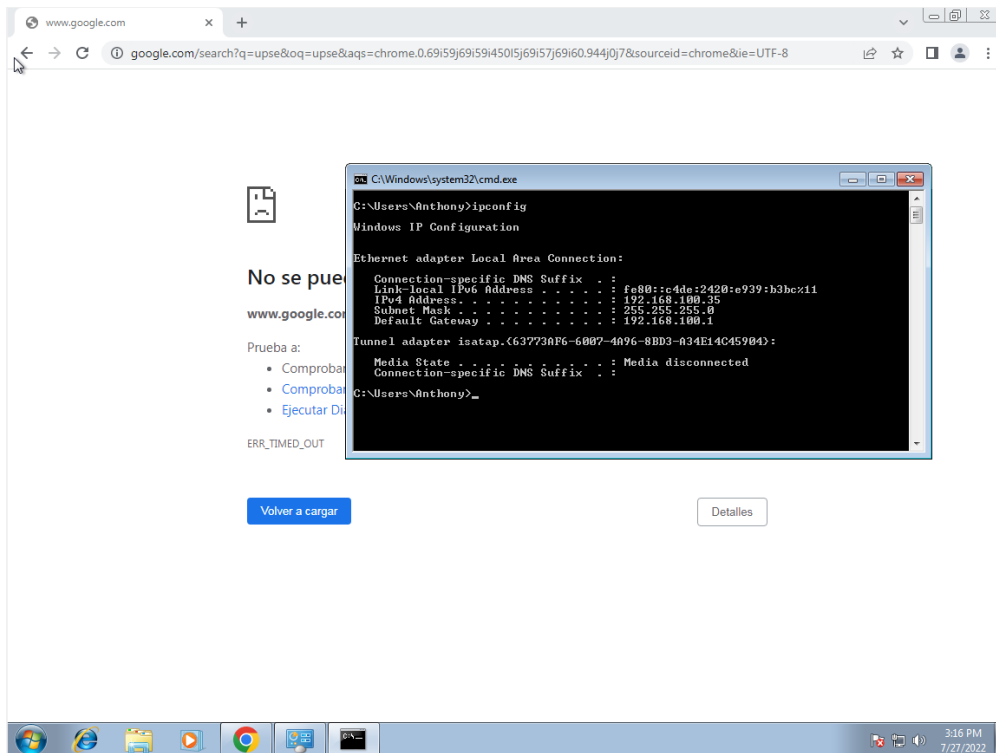 www.google.com
google.com/search?q=upse&oq=upse&aqs=chrome.0.69i59j69i59i450l5j69i57j69i60.944j0j7&sourceid=chrome&ie=UTF-8
C:\Windows\system32\cmd.exe
C:\Users\Anthony>ipconfig
Windows IP Configuration
Ethernet adapter Local Area Connection:
Connection-specific DNS Suffix . :
Link-local IPv6 Address . . . . . : fe80::c4de:2420:e939:b3bc%11
IPv4 Address. . . . . . . . . . . : 192.168.100.35
Subnet Mask . . . . . . . . . . . : 255.255.255.0
Default Gateway . . . . . . . . . : 192.168.100.1
Tunnel adapter isatap.{63773AF6-6007-4A96-8BD3-A34E14C45904}:
Media State . . . . . . . . . . . : Media disconnected
Connection-specific DNS Suffix . :
C:\Users\Anthony>_
No se pue
www.google.co
Prueba a:
Comproba
Comproba
Ejecutar Di
ERR_TIMED_OUT
Volver a cargar
Detalles
3:16 PM
7/27/2022